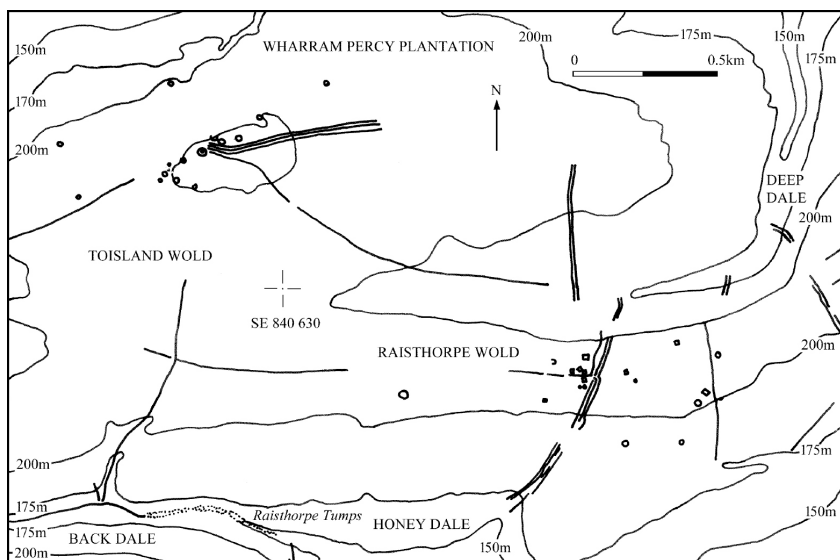 150m
WHARRAM PERCY PLANTATION
200m
175m
150m
175m
0
0.5km
N
170m
200m
DEEP
DALE
200m
TOISLAND WOLD
SE 840 630
RAISTHORPE WOLD
200m
200m
175m
175m
175m
200m
BACK DALE
Raisthorpe Tumps
HONEY DALE
150m
150m